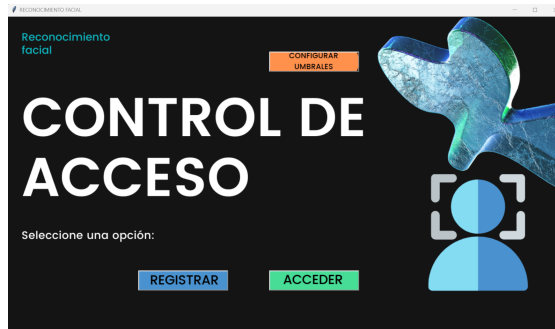 RECONOCIMIENTO FACIAL
Reconocimiento
facial
CONFIGURAR
UMBRALES
CONTROL DE
ACCESO
Seleccione una opción:
REGISTRAR
ACCEDER